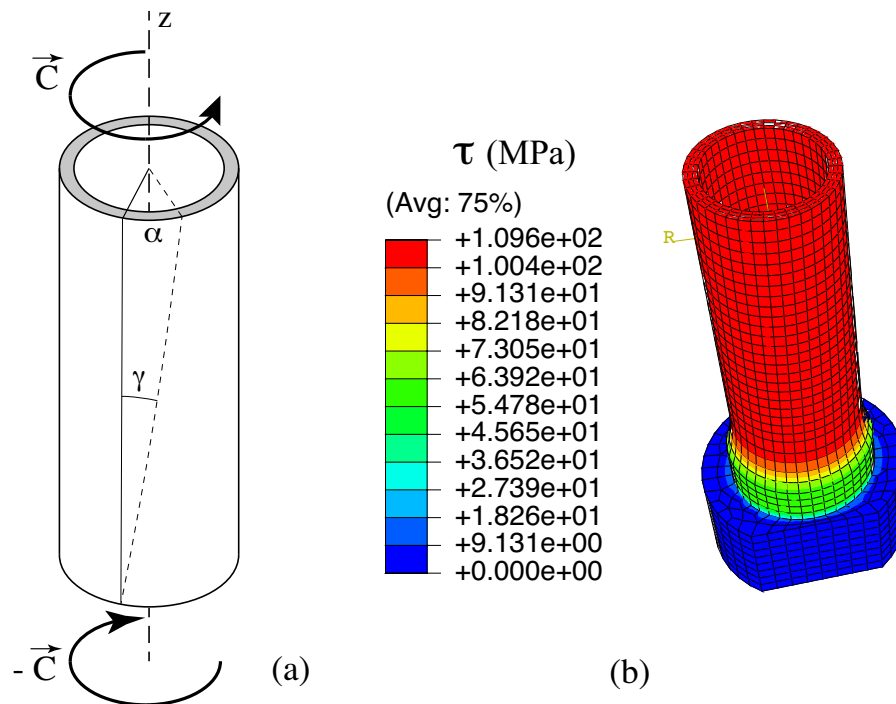 z
C
α
γ
- C
(a)
τ (MPa)
(Avg: 75%)
+1.096e+02
+1.004e+02
+9.131e+01
+8.218e+01
+7.305e+01
+6.392e+01
+5.478e+01
+4.565e+01
+3.652e+01
+2.739e+01
+1.826e+01
+9.131e+00
+0.000e+00
R
(b)